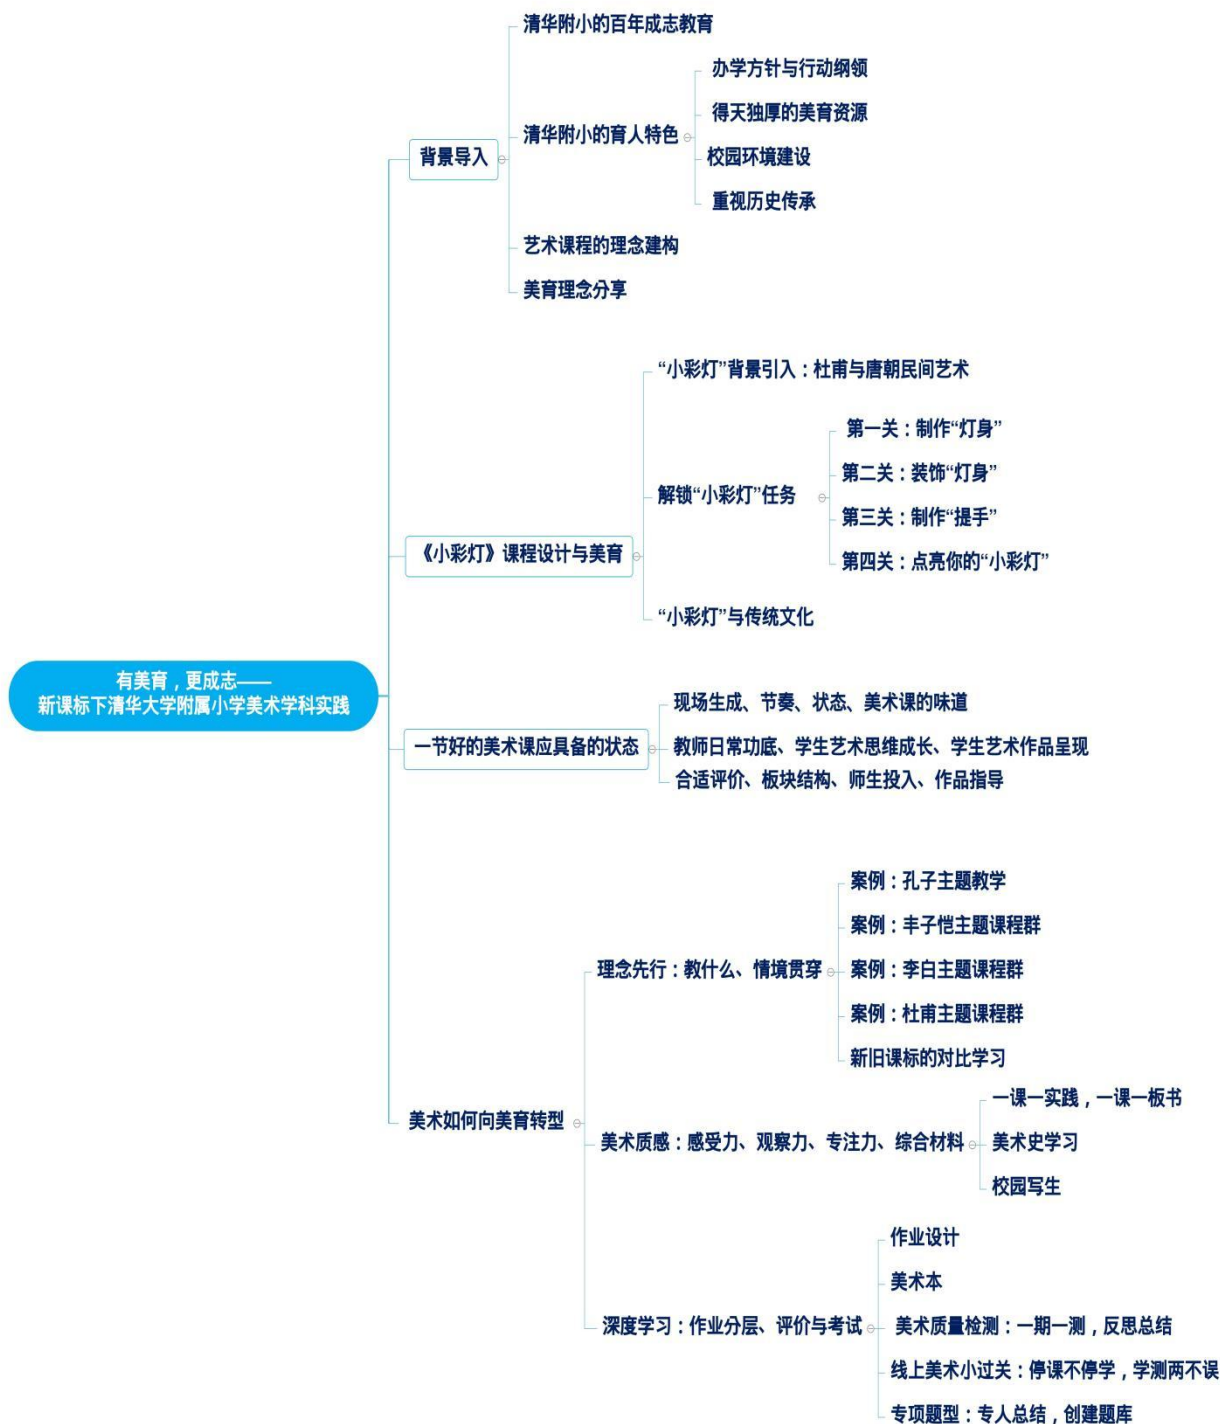 有美育，更成志——
新课标下清华大学附属小学美术学科实践
背景导入
清华附小的百年成志教育
清华附小的育人特色
办学方针与行动纲领
得天独厚的美育资源
校园环境建设
重视历史传承
艺术课程的理念建构
美育理念分享
《小彩灯》课程设计与美育
“小彩灯”背景引入：杜甫与唐朝民间艺术
解锁“小彩灯”任务
第一关：制作“灯身”
第二关：装饰“灯身”
第三关：制作“提手”
第四关：点亮你的“小彩灯”
“小彩灯”与传统文化
一节好的美术课应具备的状态
现场生成、节奏、状态、美术课的味道
教师日常功底、学生艺术思维成长、学生艺术作品呈现
合适评价、板块结构、师生投入、作品指导
美术如何向美育转型
理念先行：教什么、情境贯穿
案例：孔子主题教学
案例：丰子恺主题课程群
案例：李白主题课程群
案例：杜甫主题课程群
新旧课标的对比学习
美术质感：感受力、观察力、专注力、综合材料
一课一实践，一课一板书
美术史学习
校园写生
深度学习：作业分层、评价与考试
作业设计
美术本
美术质量检测：一期一测，反思总结
线上美术小过关：停课不停学，学测两不误
专项题型：专人总结，创建题库